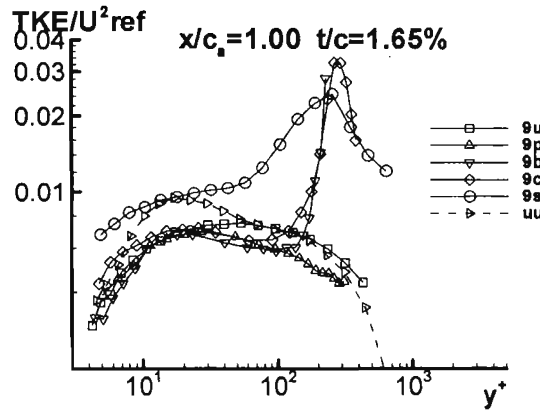 TKE/U²ref
x/cₐ=1.00 t/c=1.65%
0.04
0.03
0.02
0.01
9u
9p
9b
9c
9s
uu
10¹
10²
10³
y⁺